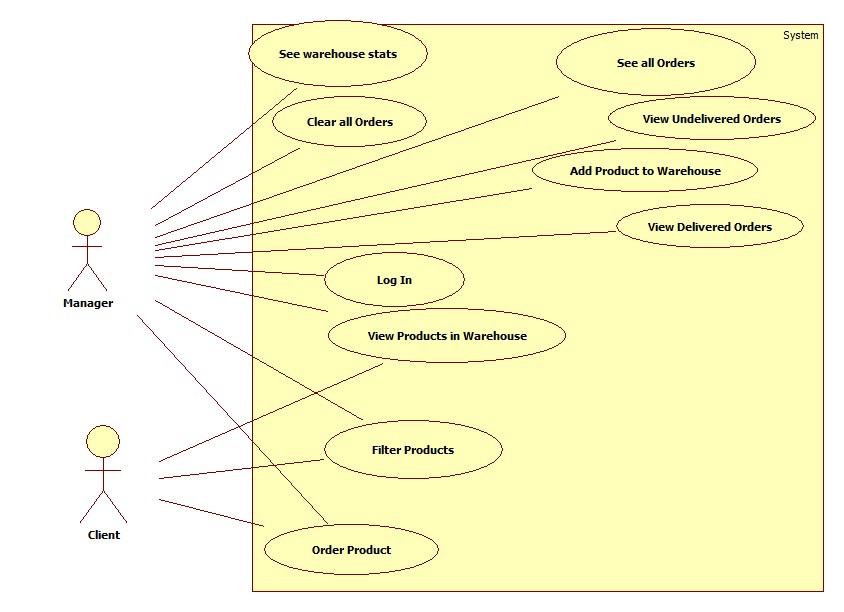 System
See warehouse stats
See all Orders
Clear all Orders
View Undelivered Orders
Add Product to Warehouse
View Delivered Orders
Log In
Manager
View Products in Warehouse
Filter Products
Client
Order Product